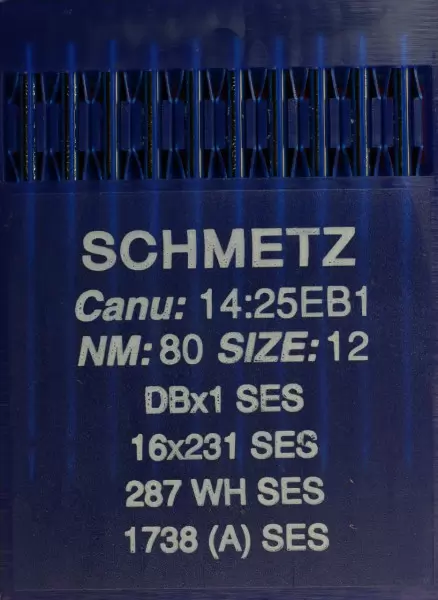 SCHMETZ
Canu: 14:25EB1
NM: 80 SIZE: 12
DBx1 SES
16x231 SES
287 WH SES
1738 (A) SES